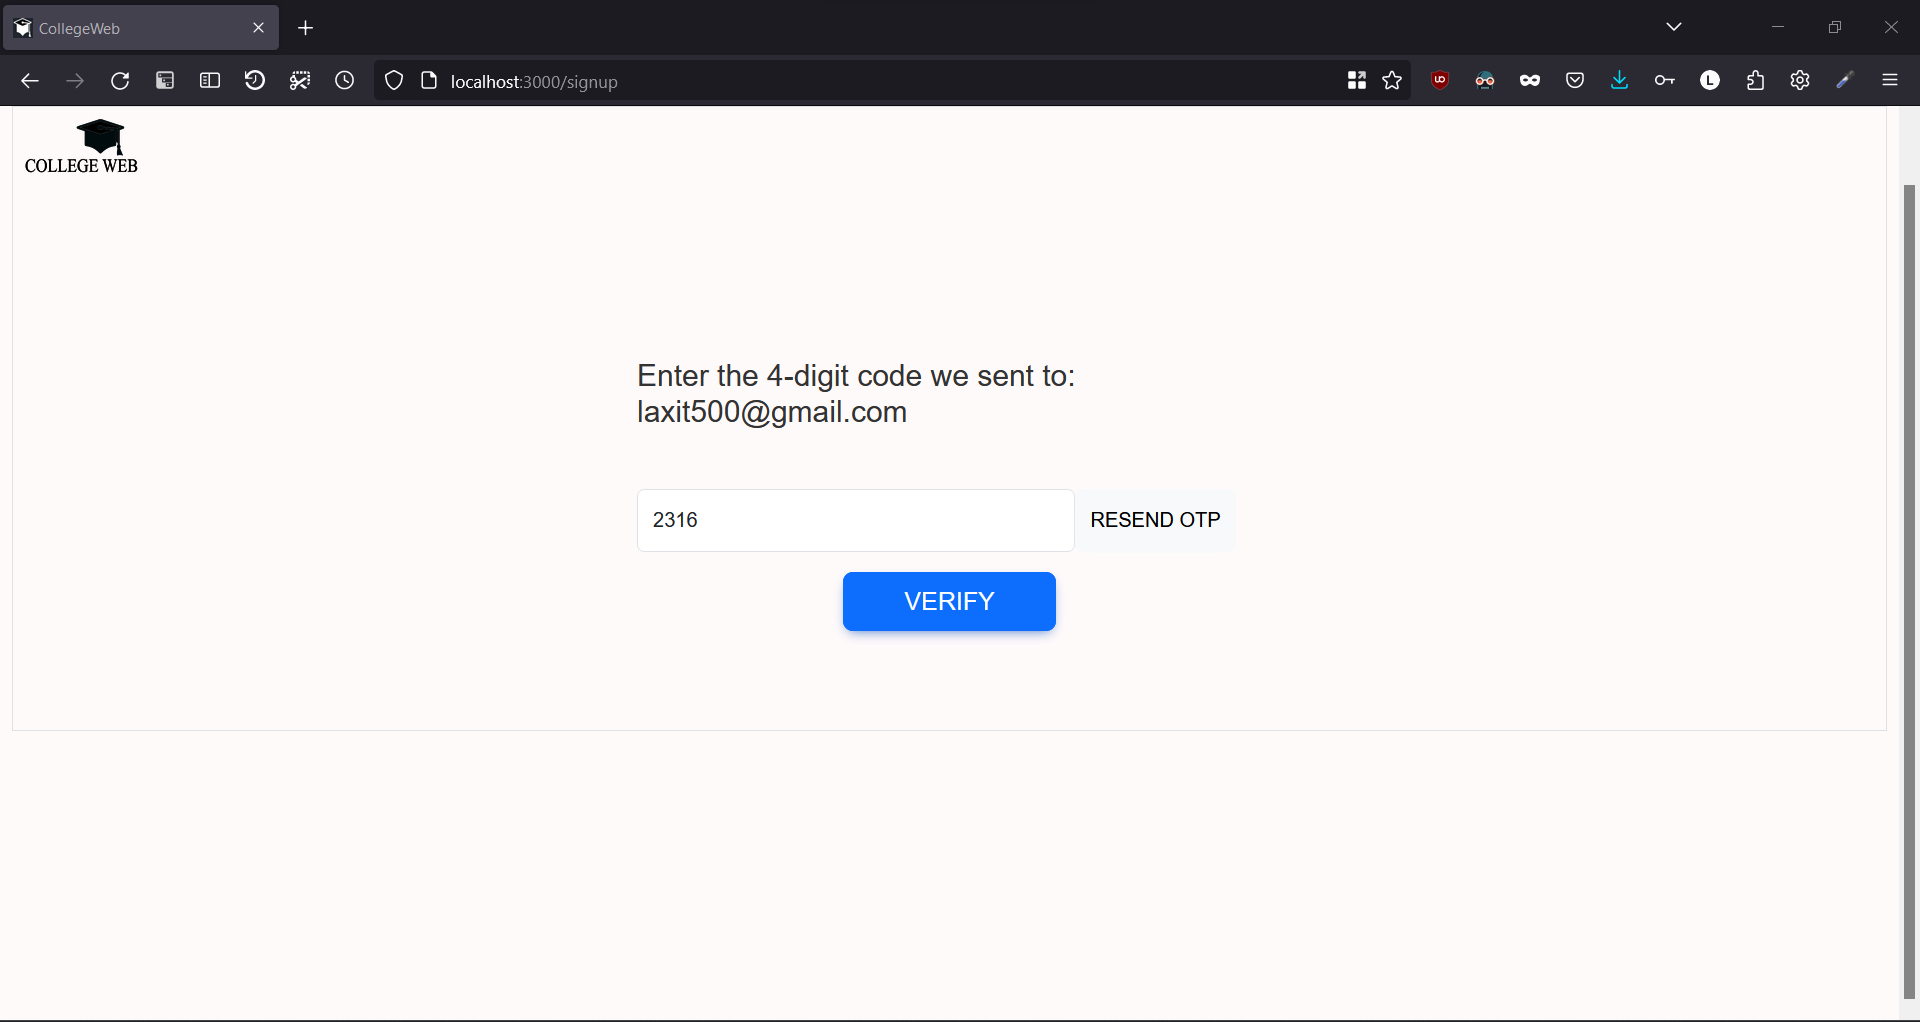 CollegeWeb
localhost:3000/signup
COLLEGE WEB
Enter the 4-digit code we sent to:
laxit500@gmail.com
2316
RESEND OTP
VERIFY
L